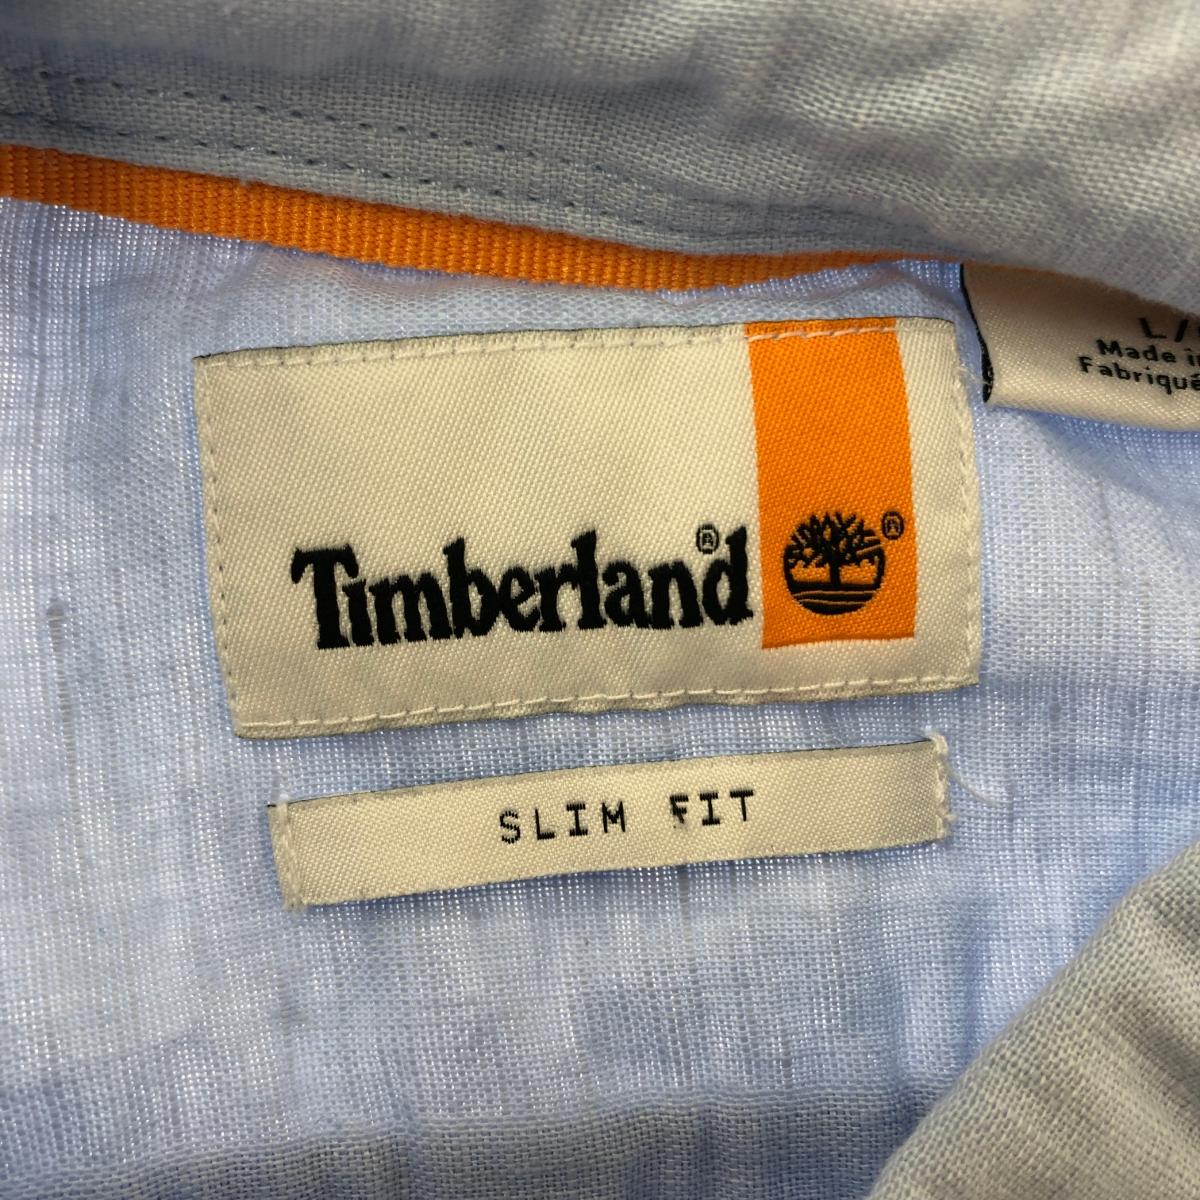 L/
Made in
Fabriqué
Timberland®
®
SLIM FIT